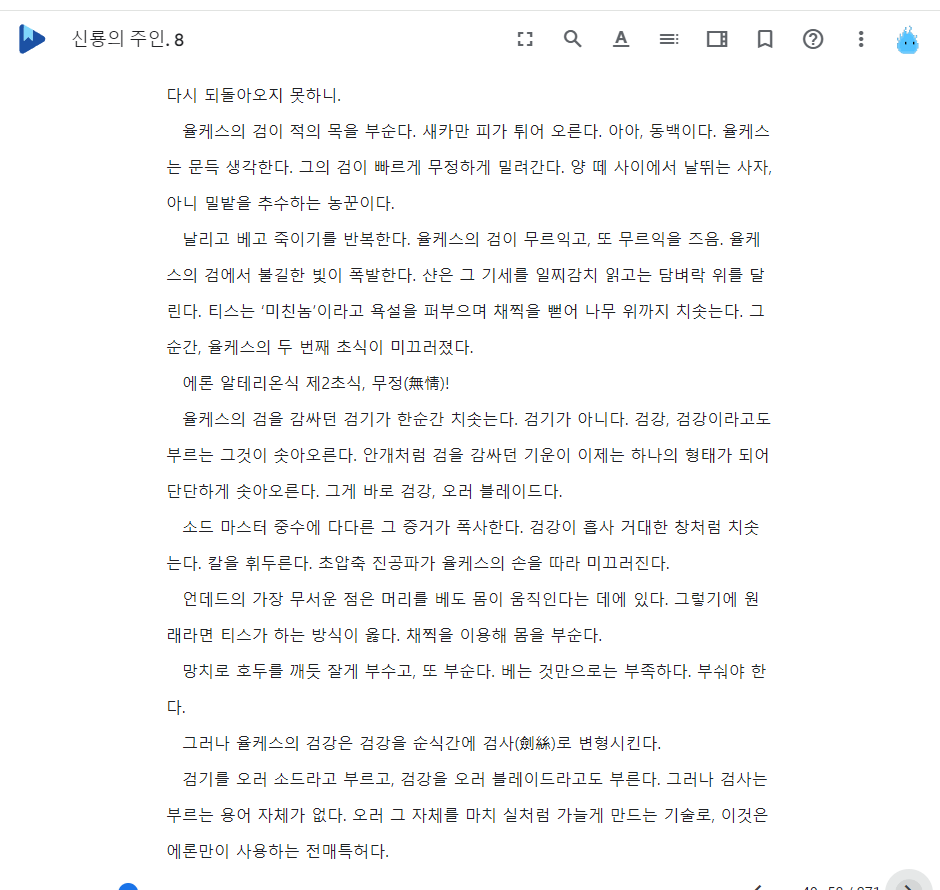 신룡의 주인. 8
다시 되돌아오지 못하니.
율케스의 검이 적의 목을 부순다. 새카만 피가 튀어 오른다. 아아, 동백이다. 율케스
는 문득 생각한다. 그의 검이 빠르게 무정하게 밀려간다. 양 떼 사이에서 날뛰는 사자,
아니 밀밭을 추수하는 농꾼이다.
날리고 베고 죽이기를 반복한다. 율케스의 검이 무르익고, 또 무르익을 즈음. 율케
스의 검에서 불길한 빛이 폭발한다. 샨은 그 기세를 일찌감치 읽고는 담벼락 위를 달
린다. 티스는 ‘미친놈’이라고 욕설을 퍼부으며 채찍을 뻗어 나무 위까지 치솟는다. 그
순간, 율케스의 두 번째 초식이 미끄러졌다.
에론 알테리온식 제2초식, 무정(無情)!
율케스의 검을 감싸던 검기가 한순간 치솟는다. 검기가 아니다. 검강, 검강이라고도
부르는 그것이 솟아오른다. 안개처럼 검을 감싸던 기운이 이제는 하나의 형태가 되어
단단하게 솟아오른다. 그게 바로 검강, 오러 블레이드다.
소드 마스터 중수에 다다른 그 증거가 폭사한다. 검강이 흡사 거대한 창처럼 치솟
는다. 칼을 휘두른다. 초압축 진공파가 율케스의 손을 따라 미끄러진다.
언데드의 가장 무서운 점은 머리를 베도 몸이 움직인다는 데에 있다. 그렇기에 원
래라면 티스가 하는 방식이 옳다. 채찍을 이용해 몸을 부순다.
망치로 호두를 깨듯 잘게 부수고, 또 부순다. 베는 것만으로는 부족하다. 부숴야 한
다.
그러나 율케스의 검강은 검강을 순식간에 검사(劍絲)로 변형시킨다.
검기를 오러 소드라고 부르고, 검강을 오러 블레이드라고도 부른다. 그러나 검사는
부르는 용어 자체가 없다. 오러 그 자체를 마치 실처럼 가늘게 만드는 기술로, 이것은
에론만이 사용하는 전매특허다.